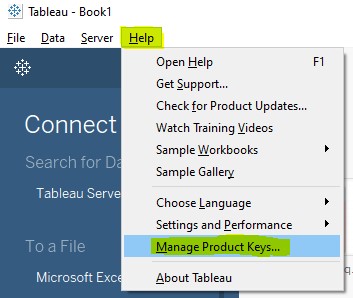 Tableau - Book1
File Data Server Help
Open Help F1
Get Support...
Check for Product Updates...
Watch Training Videos
Sample Workbooks
Sample Gallery
Choose Language
Settings and Performance
Manage Product Keys...
About Tableau
Connect
Search for Da
Tableau Serve
To a File
Microsoft Exce
q.